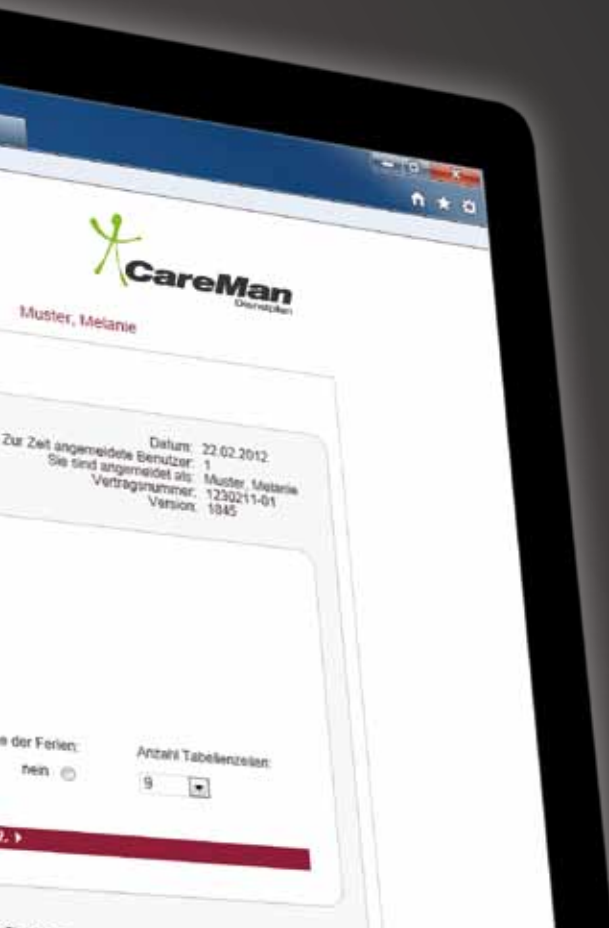 CareMan
Dienstplan
Muster, Melanie
Datum: 22.02.2012
Zur Zeit angemeldete Benutzer: 1
Sie sind angemeldet als: Muster, Melanie
Vertragsnummer: 1230211-01
Version: 1845
der Ferien:
Anzahl Tabellenzeilen:
nein
9